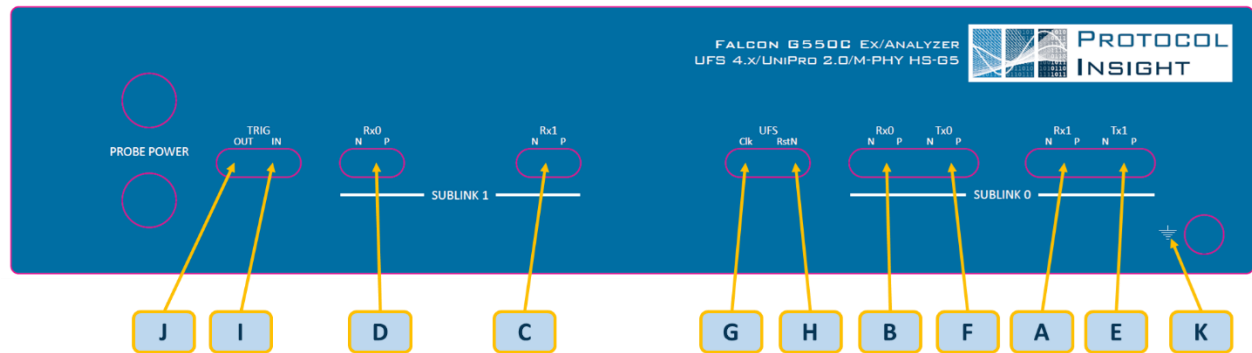 FALCON G550C EX/ANALYZER
UFS 4.X/UNIPRO 2.0/M-PHY HS-G5
PROTOCOL
INSIGHT
PROBE POWER
TRIG
OUT IN
Rx0
N P
Rx1
N P
SUBLINK 1
UFS
Clk RstN
Rx0 Tx0
N P N P
Rx1 Tx1
N P N P
SUBLINK 0
J I D C G H B F A E K